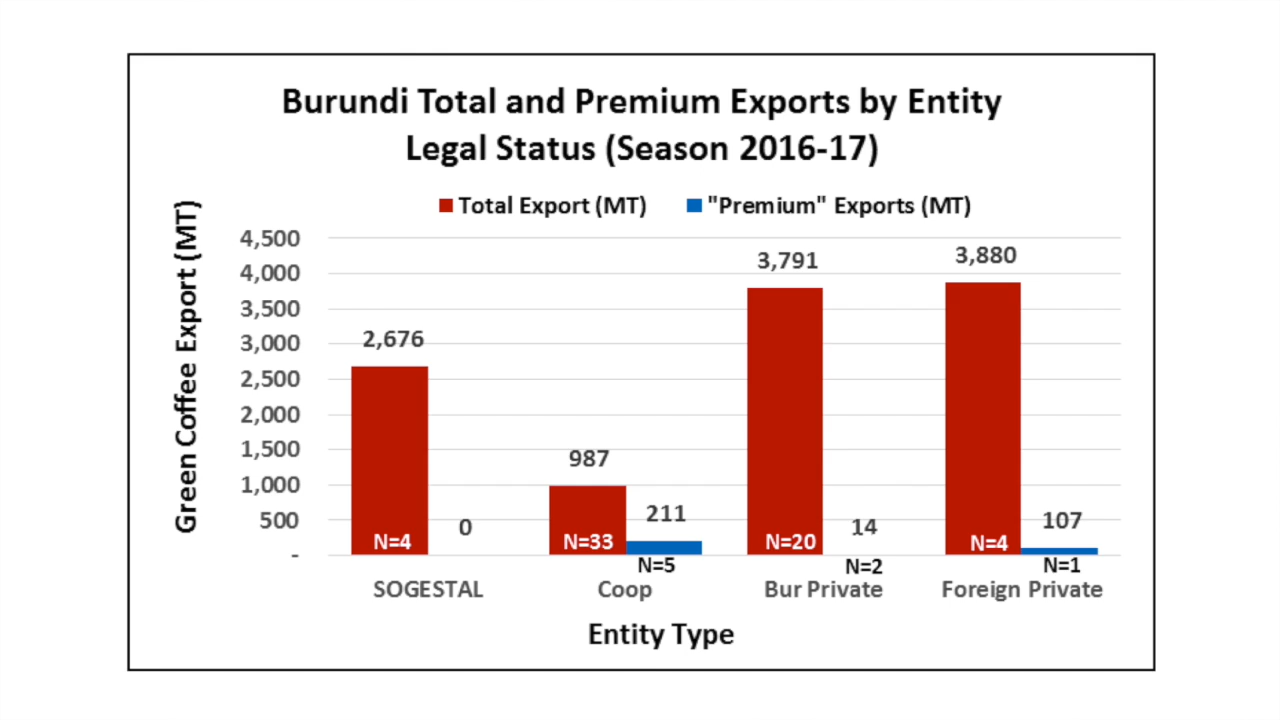 Burundi Total and Premium Exports by Entity
Legal Status (Season 2016-17)
Total Export (MT)
"Premium" Exports (MT)
Green Coffee Export (MT)
4,500
4,000
3,500
3,000
2,500
2,000
1,500
1,000
500
-
2,676
N=4
0
987
N=33
211
N=5
3,791
N=20
14
N=2
3,880
N=4
107
N=1
SOGESTAL
Coop
Bur Private
Foreign Private
Entity Type